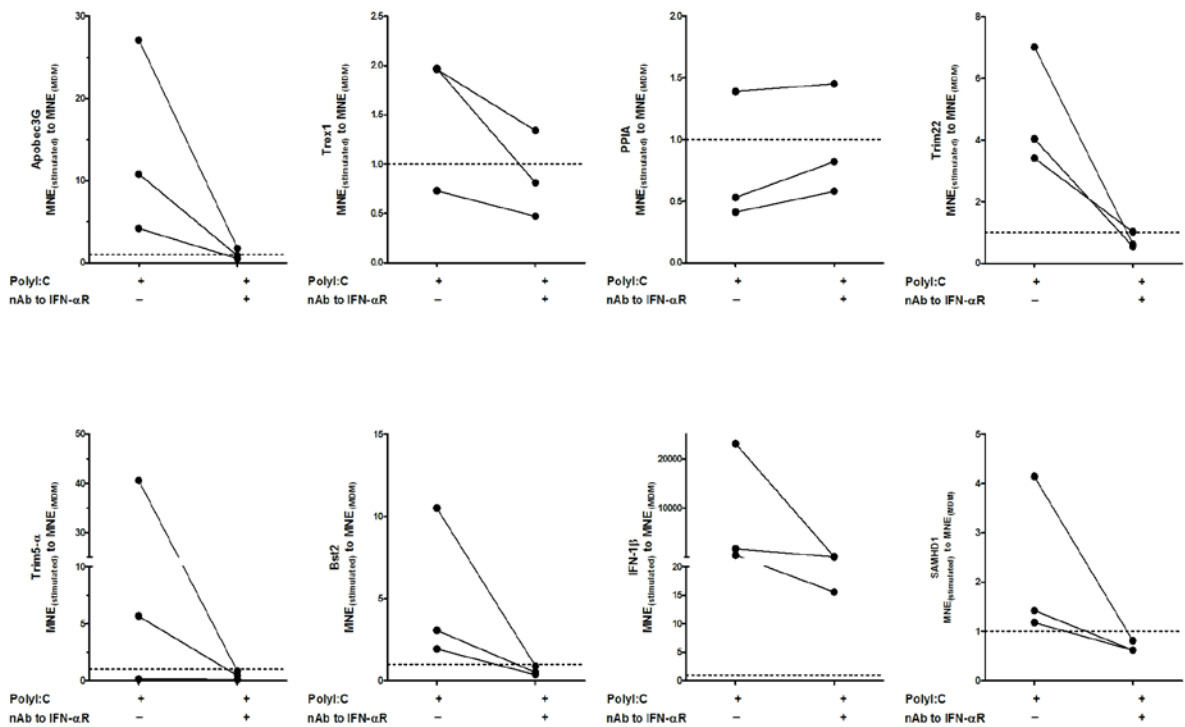 Apobec3G
MNE(stimulated) to MNE(MDM)
30
20
10
0
PolyI:C + +
nAb to IFN-αR – +
Trex1
MNE(stimulated) to MNE(MDM)
2.5
2.0
1.5
1.0
0.5
0.0
PolyI:C + +
nAb to IFN-αR – +
PPIA
MNE(stimulated) to MNE(MDM)
2.0
1.5
1.0
0.5
0.0
PolyI:C + +
nAb to IFN-αR – +
Trim22
MNE(stimulated) to MNE(MDM)
8
6
4
2
0
PolyI:C + +
nAb to IFN-αR – +
Trim5-α
MNE(stimulated) to MNE(MDM)
50
40
30
10
5
0
PolyI:C + +
nAb to IFN-αR – +
Bst2
MNE(stimulated) to MNE(MDM)
15
10
5
0
PolyI:C + +
nAb to IFN-αR – +
IFN-1β
MNE(stimulated) to MNE(MDM)
20000
10000
20
15
10
5
0
PolyI:C + +
nAb to IFN-αR – +
SAMHD1
MNE(stimulated) to MNE(MDM)
5
4
3
2
1
0
PolyI:C + +
nAb to IFN-αR – +